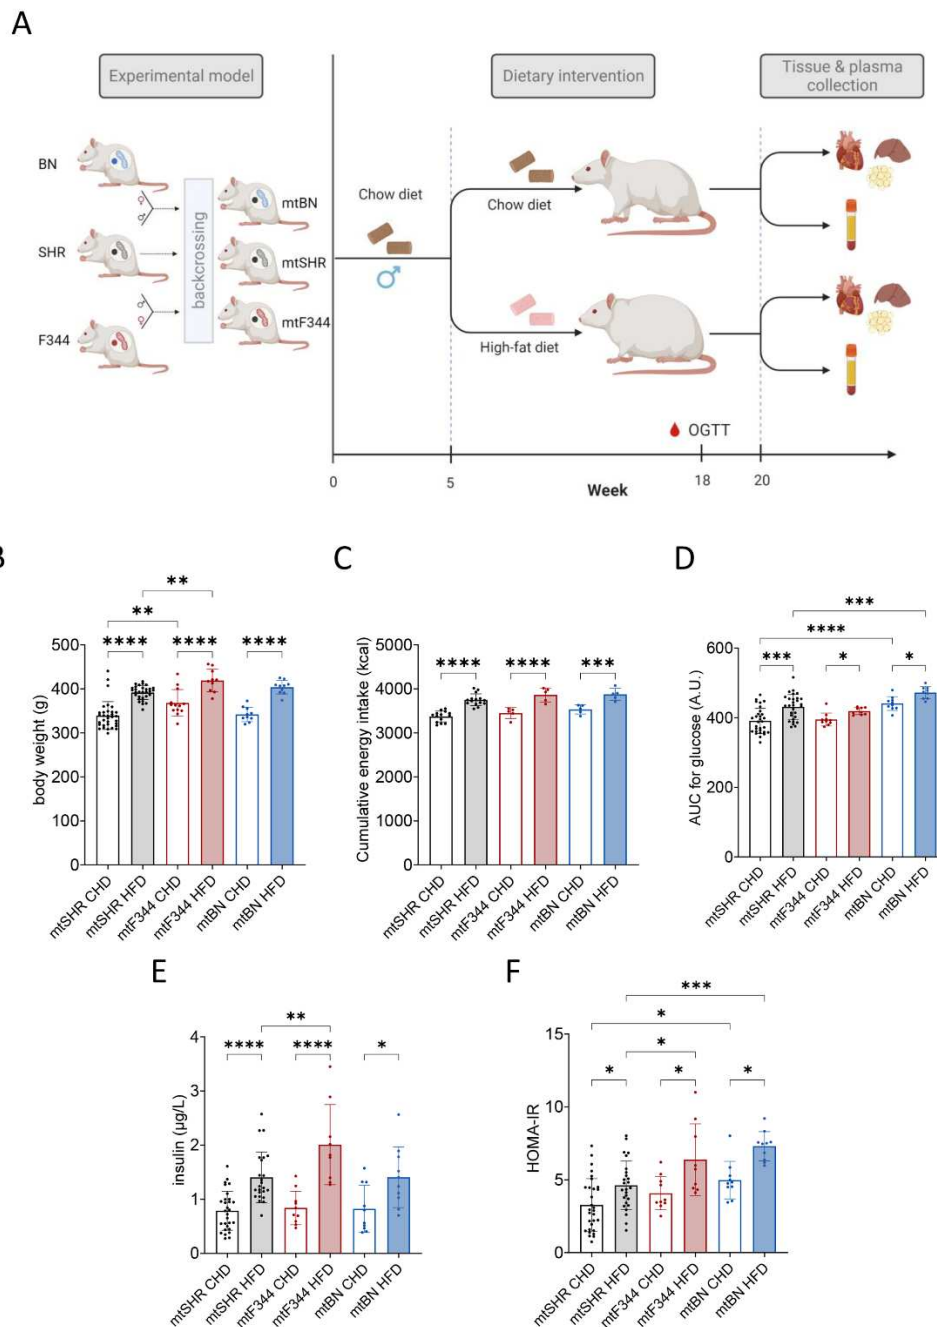 A
Experimental model
Dietary intervention
Tissue & plasma
collection
BN
SHR
F344
♀
♂
♂
♀
backcrossing
mtBN
mtSHR
mtF344
Chow diet
♂
Chow diet
High-fat diet
OGTT
0
5
18
20
Week
B
**
**
****
****
****
500
400
300
200
100
0
body weight (g)
mtSHR CHD
mtSHR HFD
mtF344 CHD
mtF344 HFD
mtBN CHD
mtBN HFD
C
****
****
***
5000
4000
3000
2000
1000
0
Cumulative energy intake (kcal)
mtSHR CHD
mtSHR HFD
mtF344 CHD
mtF344 HFD
mtBN CHD
mtBN HFD
D
***
****
***
*
*
600
400
200
0
AUC for glucose (A.U.)
mtSHR CHD
mtSHR HFD
mtF344 CHD
mtF344 HFD
mtBN CHD
mtBN HFD
E
**
****
****
*
4
3
2
1
0
insulin (µg/L)
mtSHR CHD
mtSHR HFD
mtF344 CHD
mtF344 HFD
mtBN CHD
mtBN HFD
F
***
*
*
*
*
*
15
10
5
0
HOMA-IR
mtSHR CHD
mtSHR HFD
mtF344 CHD
mtF344 HFD
mtBN CHD
mtBN HFD